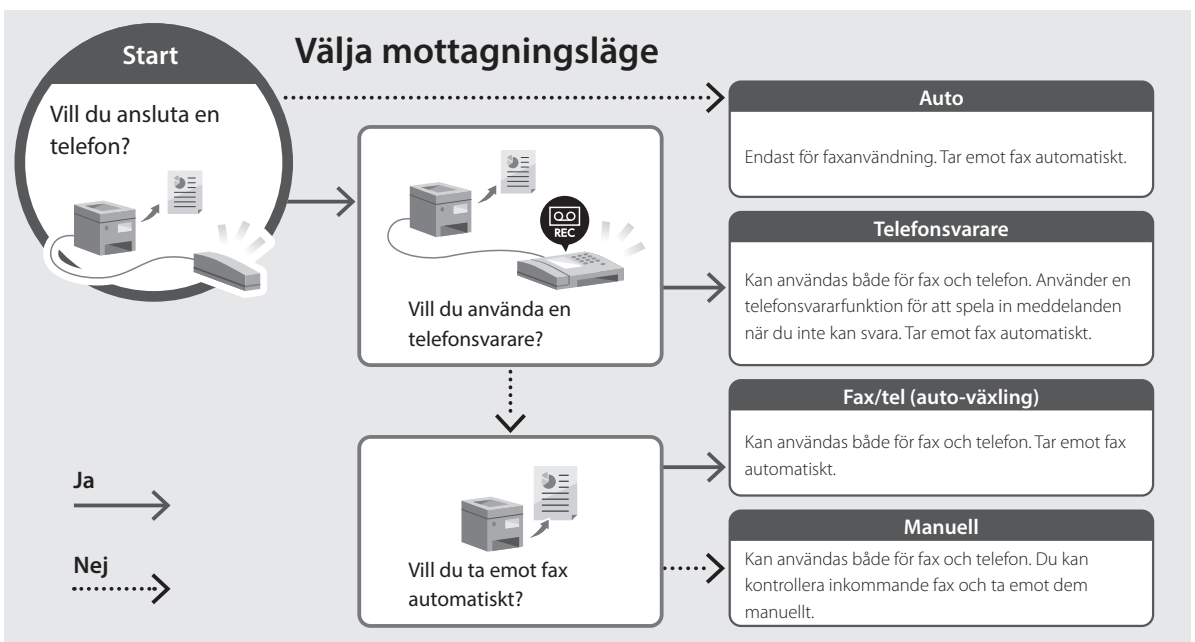 Välja mottagningsläge
Start
Vill du ansluta en
telefon?
Auto
Endast för faxanvändning. Tar emot fax automatiskt.
REC
Vill du använda en
telefonsvarare?
Telefonsvarare
Kan användas både för fax och telefon. Använder en
telefonsvararfunktion för att spela in meddelanden
när du inte kan svara. Tar emot fax automatiskt.
Vill du ta emot fax
automatiskt?
Fax/tel (auto-växling)
Kan användas både för fax och telefon. Tar emot fax
automatiskt.
Manuell
Kan användas både för fax och telefon. Du kan
kontrollera inkommande fax och ta emot dem
manuellt.
Ja
Nej